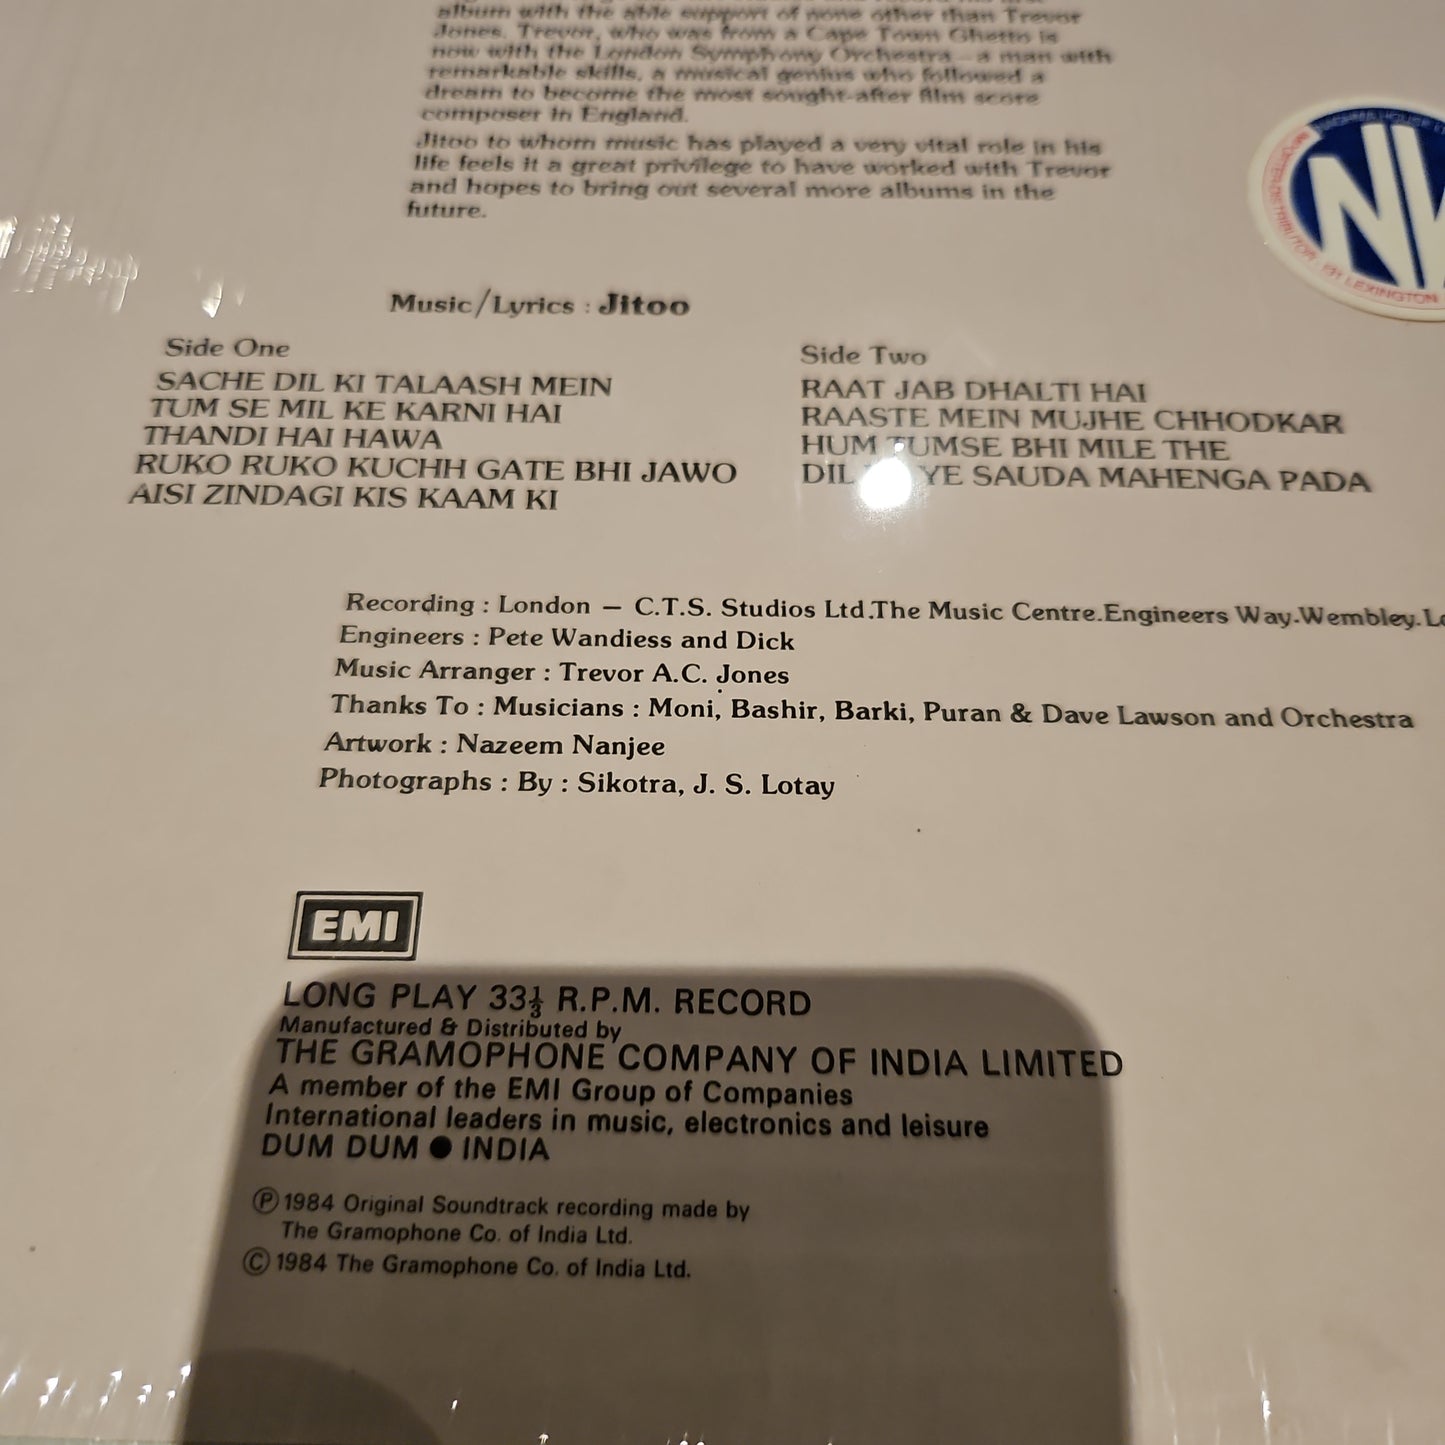 album with the able support of none other than Trevor
Jones. Trevor, who was from a Cape Town Ghetto is
now with the London Symphony Orchestra – a man with
remarkable skills, a musical genius who followed a
dream to become the most sought-after film score
composer in England.
Jitoo to whom music has played a very vital role in his
life feels it a great privilege to have worked with Trevor
and hopes to bring out several more albums in the
future.
Music/Lyrics : Jitoo
Side One
SACHE DIL KI TALAASH MEIN
TUM SE MIL KE KARNI HAI
THANDI HAI HAWA
RUKO RUKO KUCHH GATE BHI JAWO
AISI ZINDAGI KIS KAAM KI
Side Two
RAAT JAB DHALTI HAI
RAASTE MEIN MUJHE CHHODKAR
HUM TUMSE BHI MILE THE
DIL YE SAUDA MAHENGA PADA
Recording : London — C.T.S. Studios Ltd.The Music Centre.Engineers Way.Wembley.Lo
Engineers : Pete Wandiess and Dick
Music Arranger : Trevor A.C. Jones
Thanks To : Musicians : Moni, Bashir, Barki, Puran & Dave Lawson and Orchestra
Artwork : Nazeem Nanjee
Photographs : By : Sikotra, J. S. Lotay
EMI
LONG PLAY 33⅓ R.P.M. RECORD
Manufactured & Distributed by
THE GRAMOPHONE COMPANY OF INDIA LIMITED
A member of the EMI Group of Companies
International leaders in music, electronics and leisure
DUM DUM ● INDIA
Ⓟ 1984 Original Soundtrack recording made by
The Gramophone Co. of India Ltd.
© 1984 The Gramophone Co. of India Ltd.